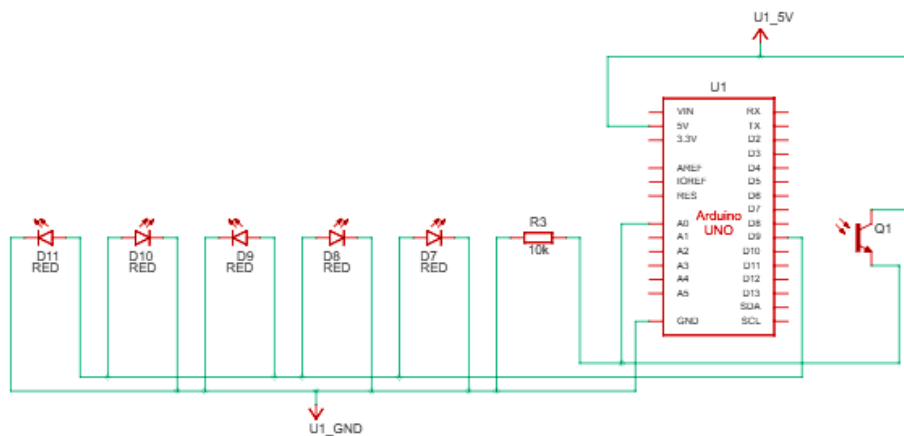 U1_5V
U1
VIN
RX
5V
TX
3.3V
D2
D3
AREF
D4
IOREF
D5
RES
D6
D7
A0
Arduino
D8
A1
UNO
D9
A2
D10
A3
D11
A4
D12
A5
D13
SDA
GND
SCL
Q1
R3
10k
D11
RED
D10
RED
D9
RED
D8
RED
D7
RED
U1_GND